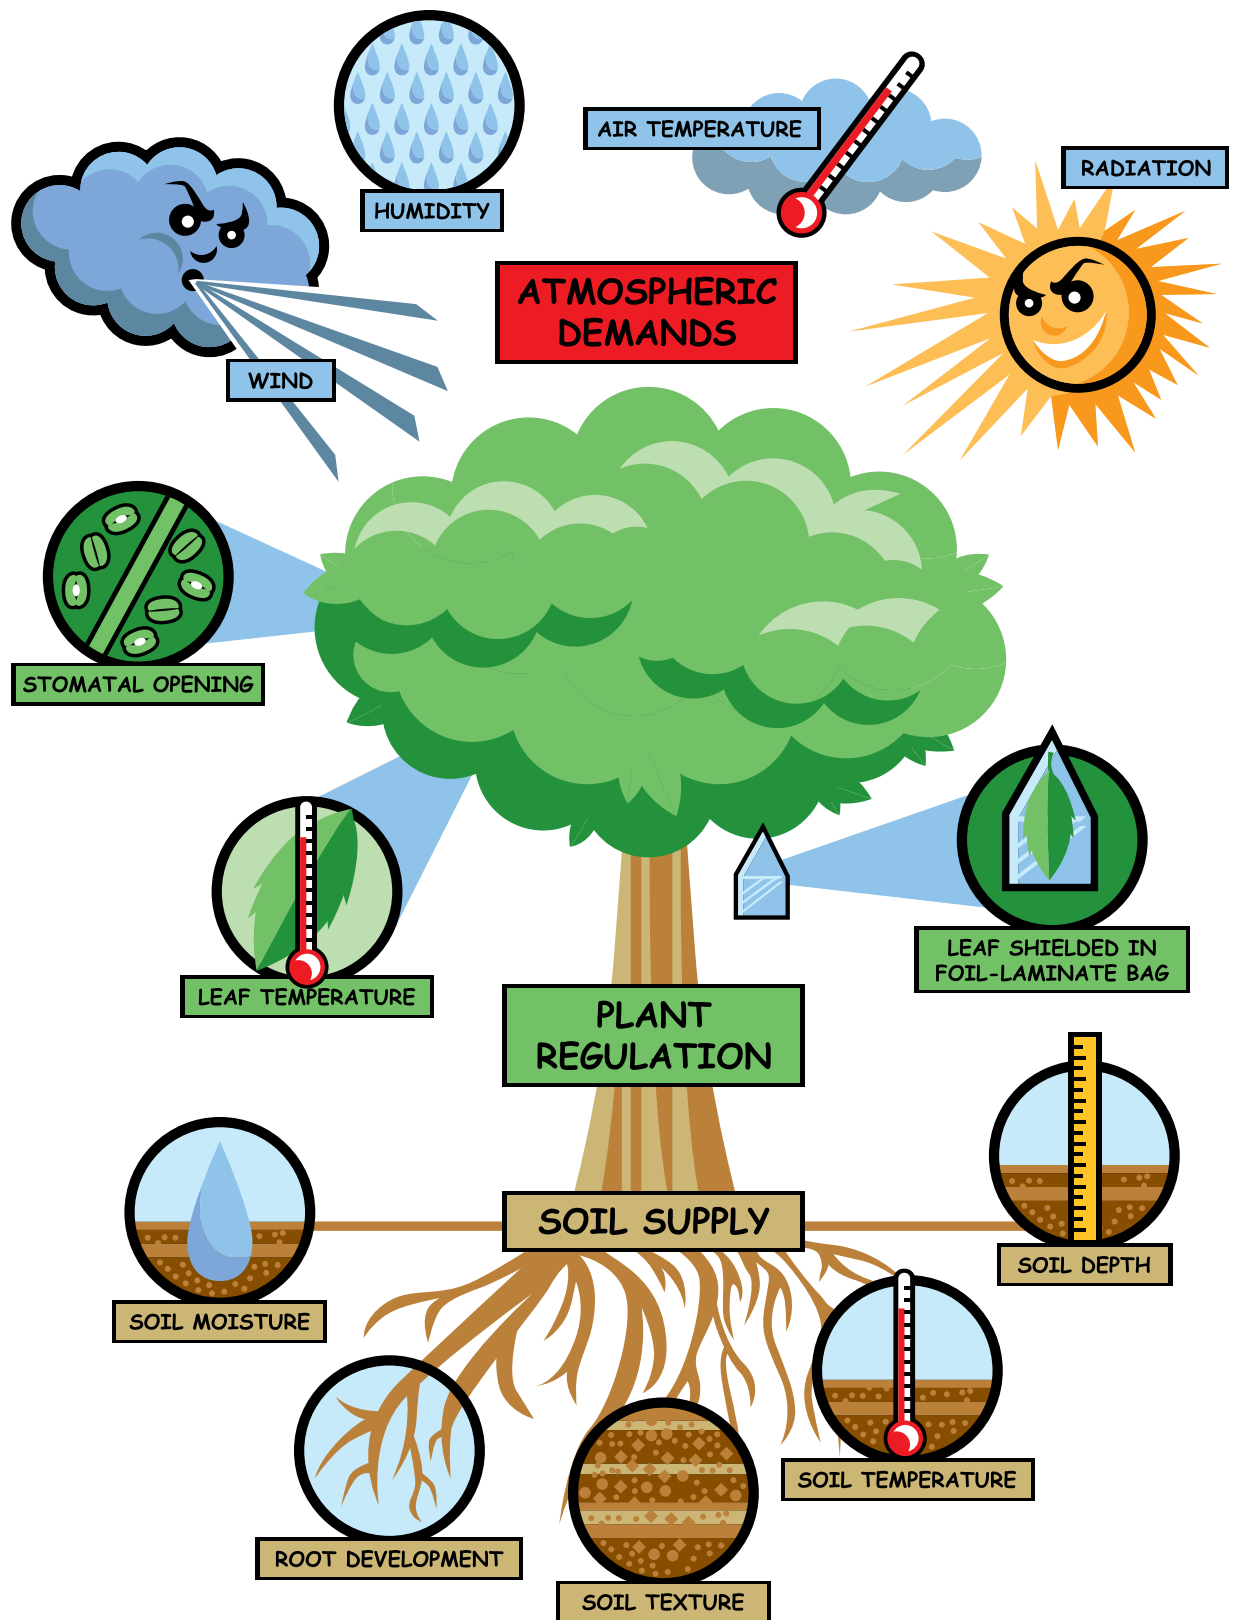 HUMIDITY
AIR TEMPERATURE
RADIATION
ATMOSPHERIC
DEMANDS
WIND
STOMATAL OPENING
LEAF TEMPERATURE
LEAF SHIELDED IN
FOIL-LAMINATE BAG
PLANT
REGULATION
SOIL SUPPLY
SOIL MOISTURE
SOIL DEPTH
SOIL TEMPERATURE
ROOT DEVELOPMENT
SOIL TEXTURE